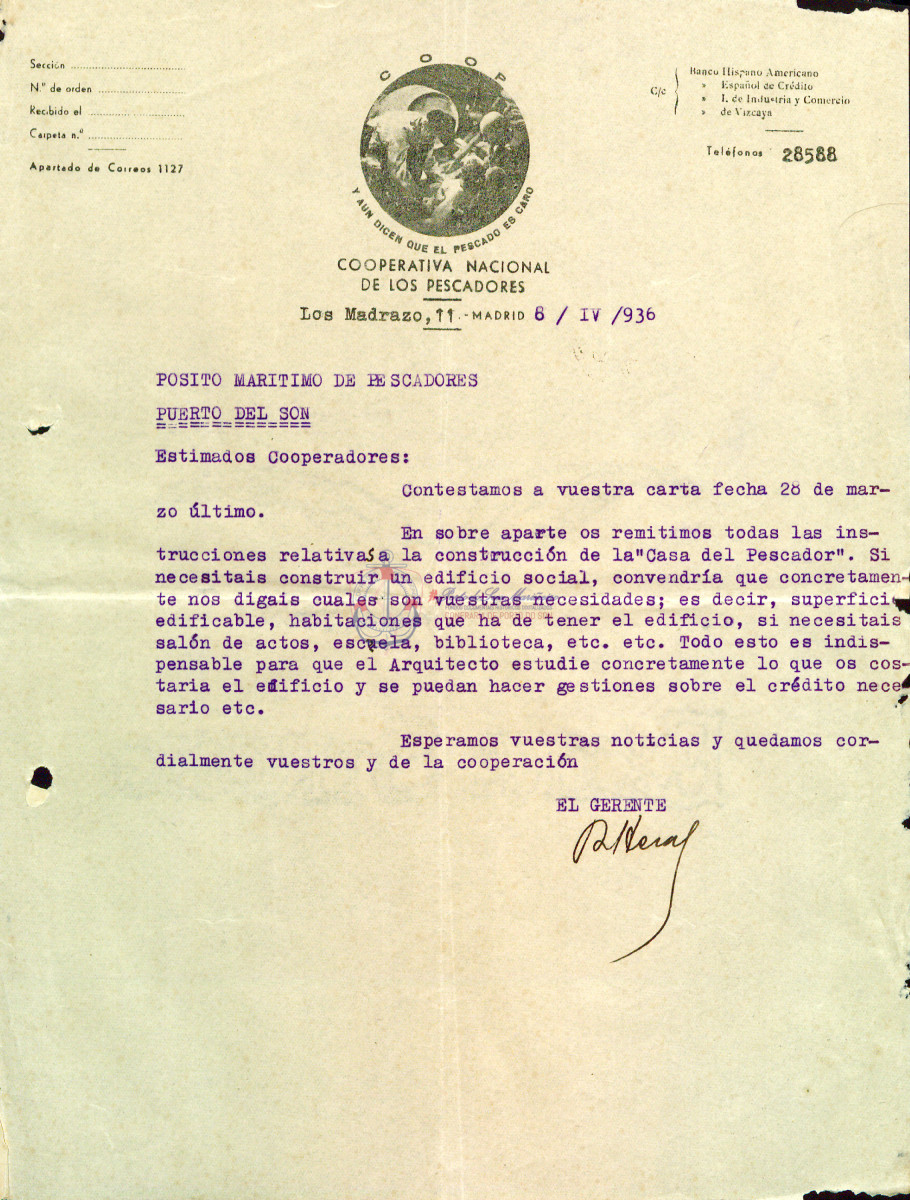 Sección
N.º de orden
Recibido el
Carpeta n.º
Apartado de Correos 1127
COOP
Y AUN DICEN QUE EL PESCADO ES CARO
C/c
Banco Hispano Americano
» Español de Crédito
» I. de Industria y Comercio
» de Vizcaya
Teléfonos 28588
COOPERATIVA NACIONAL
DE LOS PESCADORES
Los Madrazo, 11.-MADRID 8 / IV /936
POSITO MARITIMO DE PESCADORES
PUERTO DEL SON
Estimados Cooperadores:
Contestamos a vuestra carta fecha 28 de mar-
zo último.
En sobre aparte os remitimos todas las ins-
trucciones relativas a la construcción de la"Casa del Pescador". Si
necesitais construir un edificio social, convendría que concretamen-
te nos digais cuales son vuestras necesidades; es decir, superficie
edificable, habitaciones que ha de tener el edificio, si necesitais
salón de actos, escuela, biblioteca, etc. etc. Todo esto es indis-
pensable para que el Arquitecto estudie concretamente lo que os cos-
taria el edificio y se puedan hacer gestiones sobre el crédito nece
sario etc.
Esperamos vuestras noticias y quedamos cor-
dialmente vuestros y de la cooperación
EL GERENTE